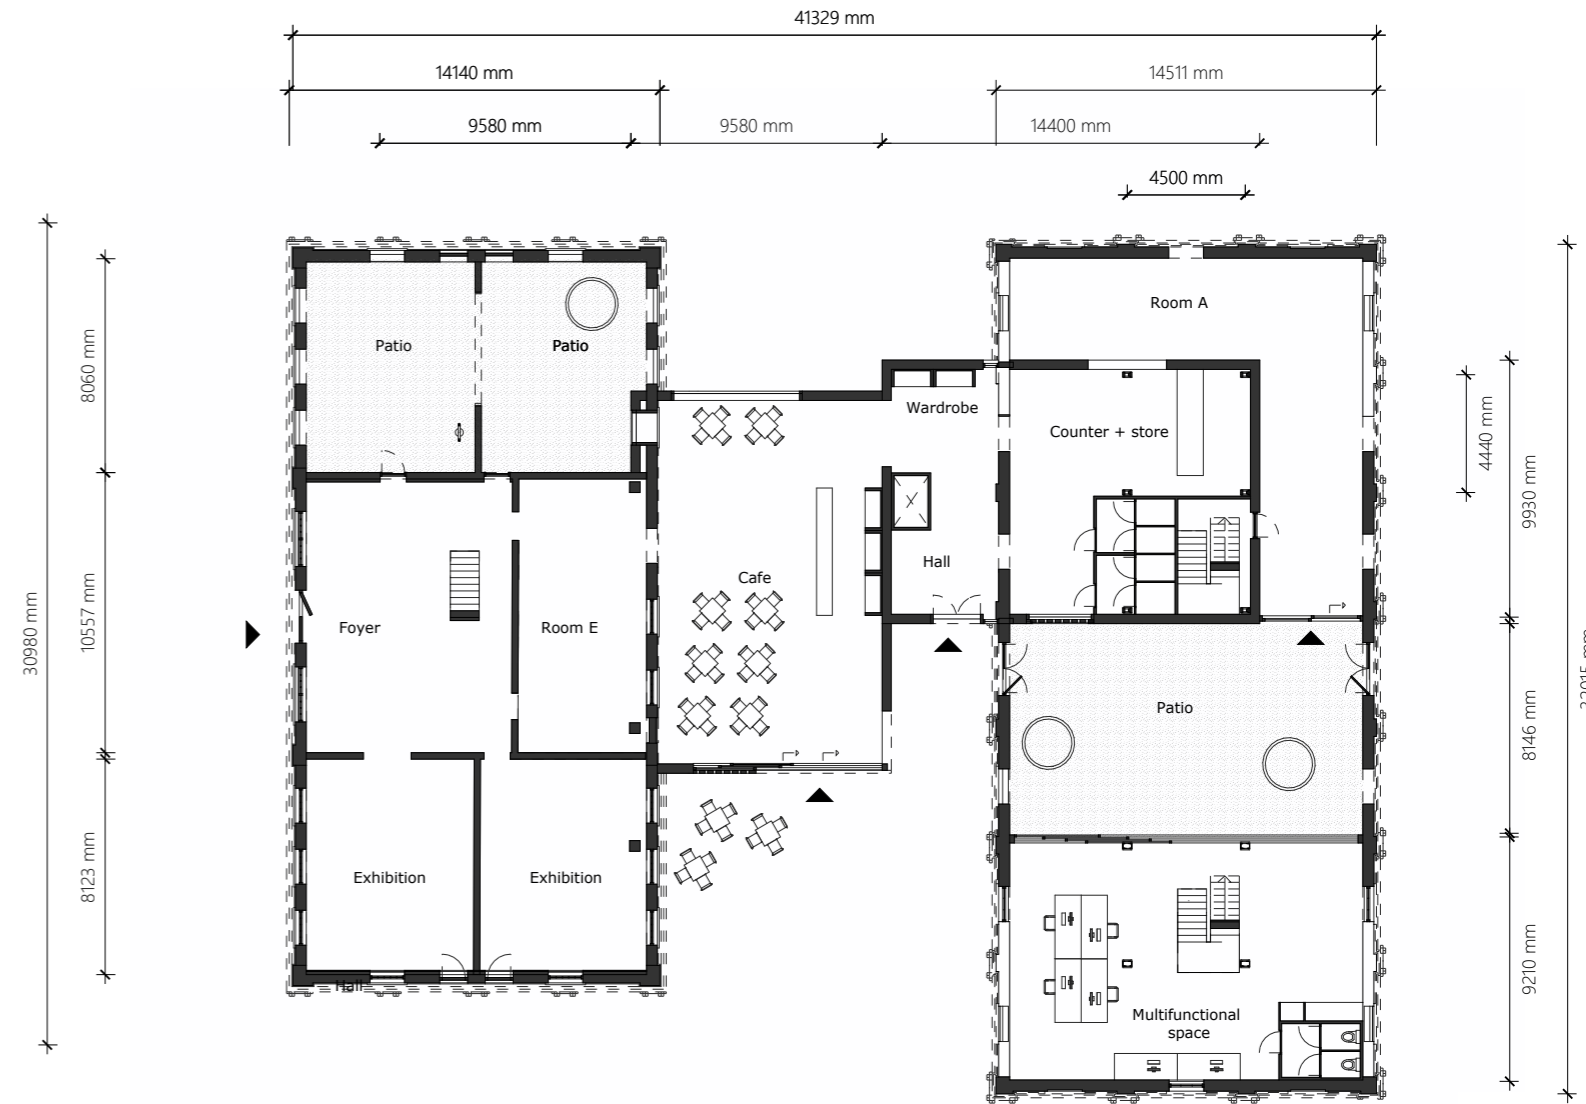 41329 mm
14140 mm
14511 mm
9580 mm
9580 mm
14400 mm
4500 mm
30980 mm
8060 mm
10557 mm
8123 mm
4440 mm
9930 mm
8146 mm
9210 mm
Room A
Patio
Patio
Wardrobe
Counter + store
Hall
Cafe
Foyer
Room E
Patio
Exhibition
Exhibition
Hall
Multifunctional
space